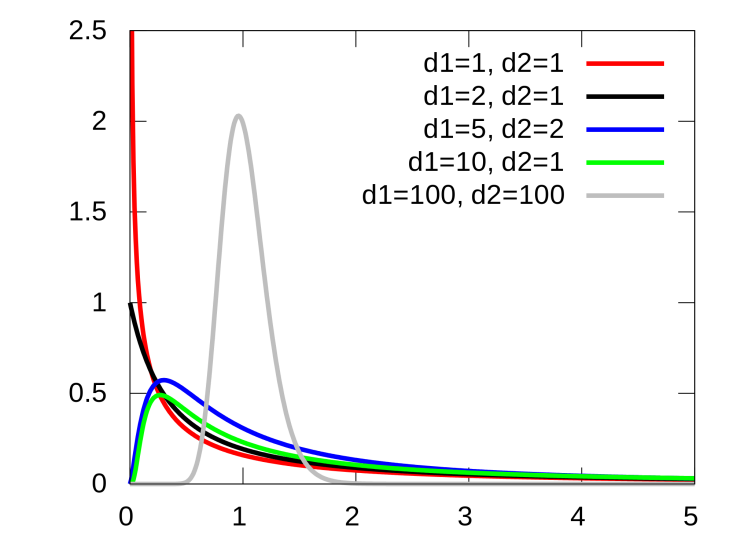 2.5
2
1.5
1
0.5
0
d1=1, d2=1
d1=2, d2=1
d1=5, d2=2
d1=10, d2=1
d1=100, d2=100
0 1 2 3 4 5